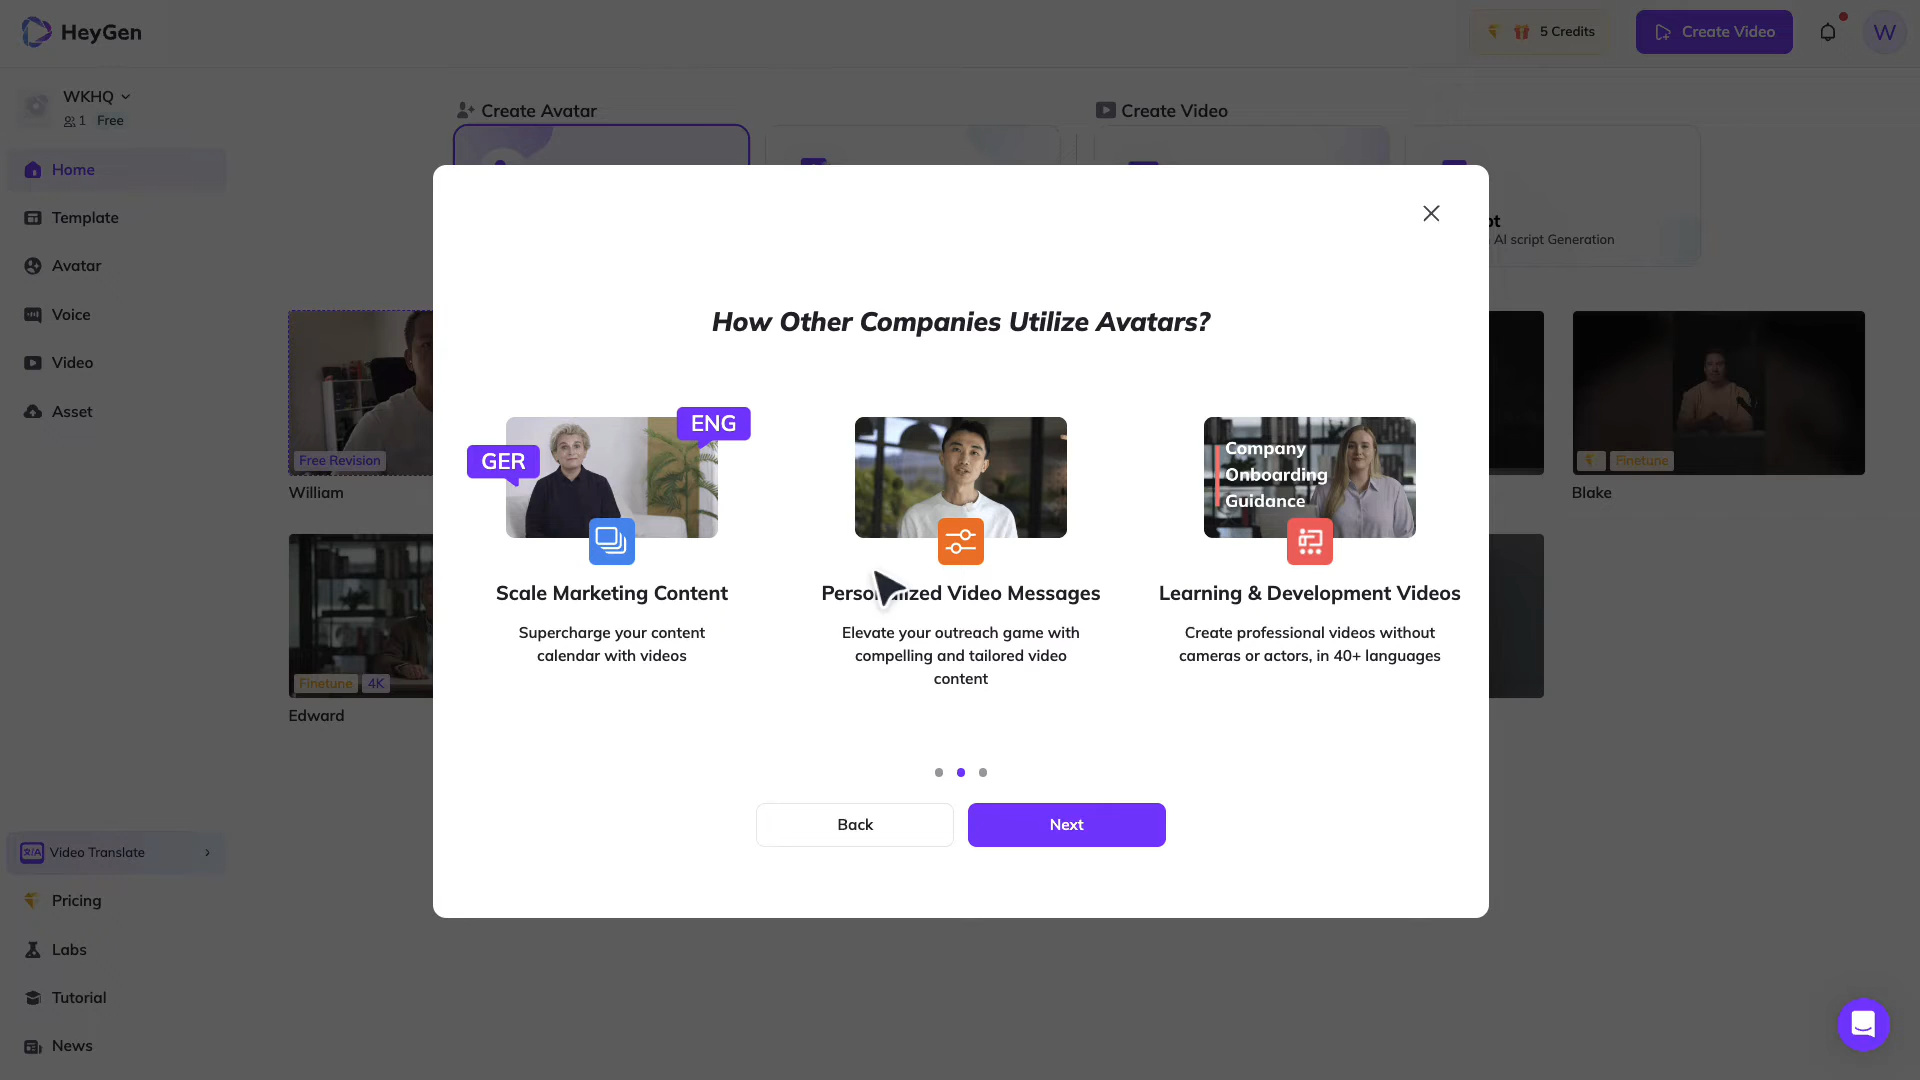 HeyGen
5 Credits
Create Video
W
WKHQ
1 Free
Create Avatar
Create Video
Home
Template
Avatar
Voice
Video
Asset
AI script Generation
How Other Companies Utilize Avatars?
GER
ENG
Company
Onboarding
Guidance
Scale Marketing Content
Supercharge your content
calendar with videos
Personalized Video Messages
Elevate your outreach game with
compelling and tailored video
content
Learning & Development Videos
Create professional videos without
cameras or actors, in 40+ languages
Back
Next
Free Revision
William
Finetune
Blake
Finetune
4K
Edward
Video Translate
Pricing
Labs
Tutorial
News